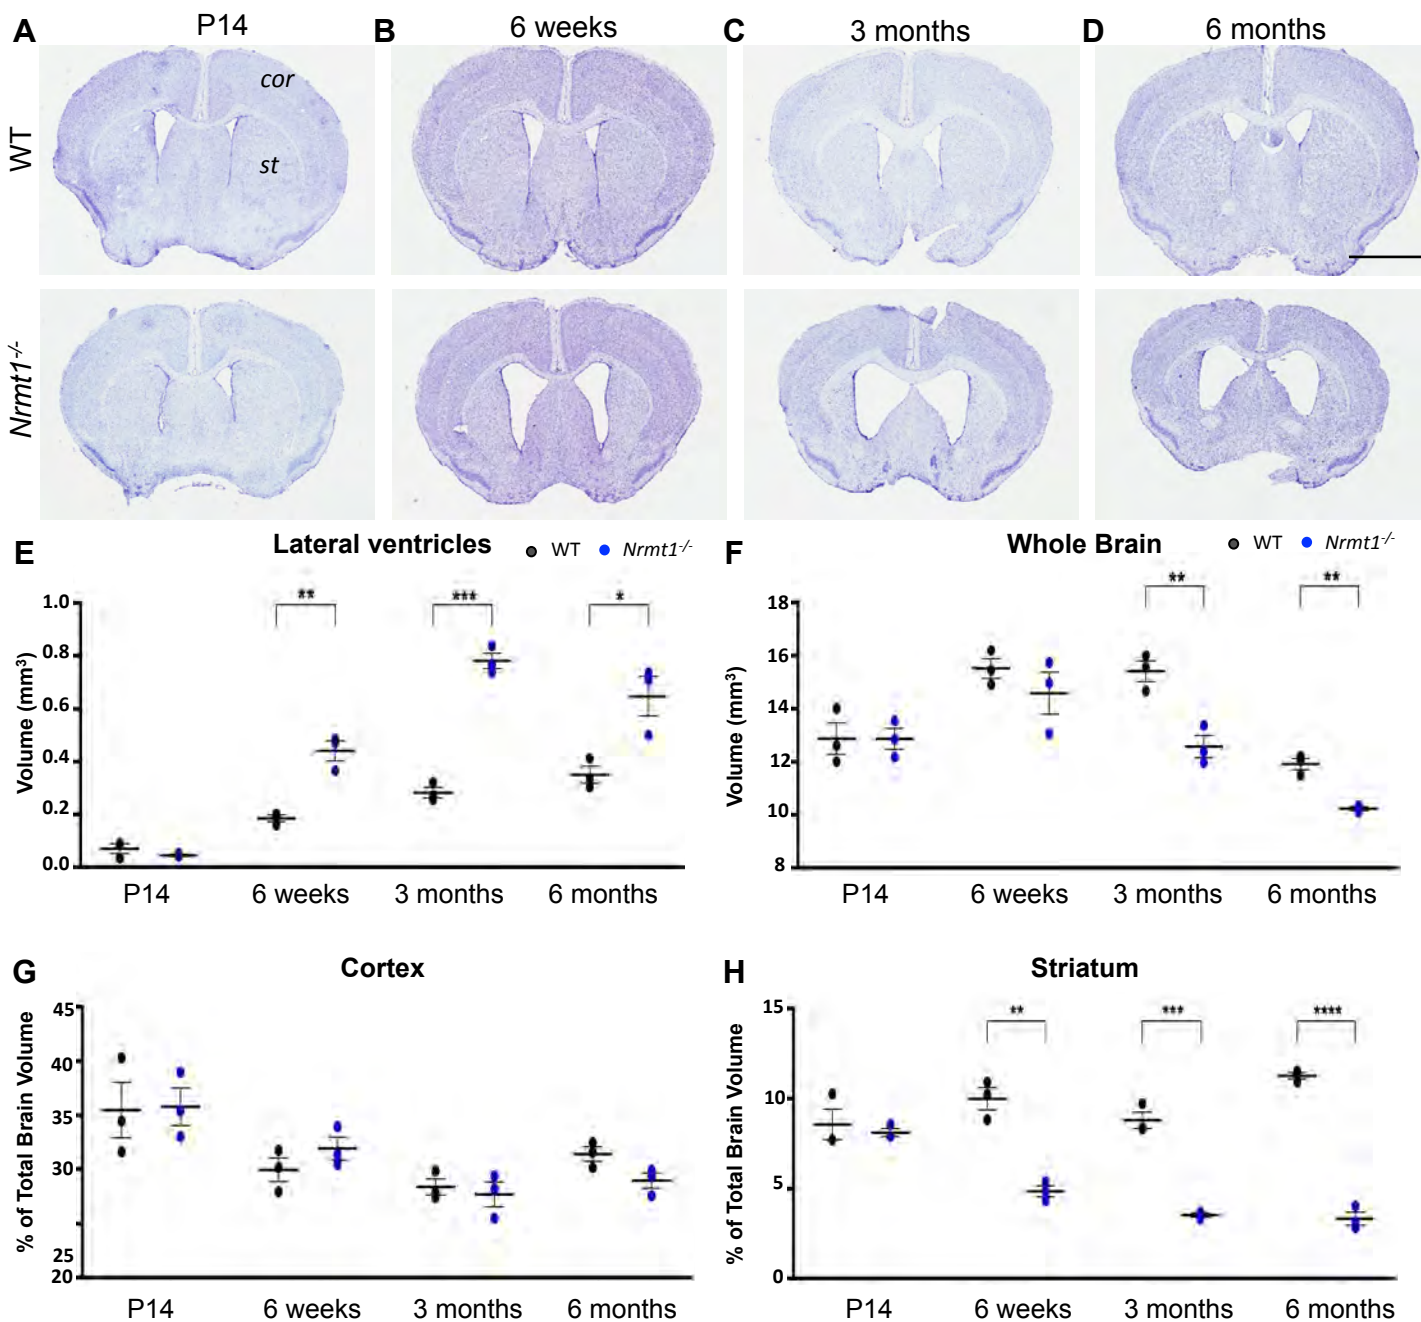 A P14 B 6 weeks C 3 months D 6 months
WT
cor
st
Nrmt1-/-
E Lateral ventricles WT Nrmt1-/-
** *** *
Volume (mm3)
1.0
0.8
0.6
0.4
0.2
0.0
P14 6 weeks 3 months 6 months
F Whole Brain WT Nrmt1-/-
** **
Volume (mm3)
18
16
14
12
10
8
P14 6 weeks 3 months 6 months
G Cortex
% of Total Brain Volume
45
40
35
30
25
20
P14 6 weeks 3 months 6 months
H Striatum
** *** ****
% of Total Brain Volume
15
10
5
0
P14 6 weeks 3 months 6 months